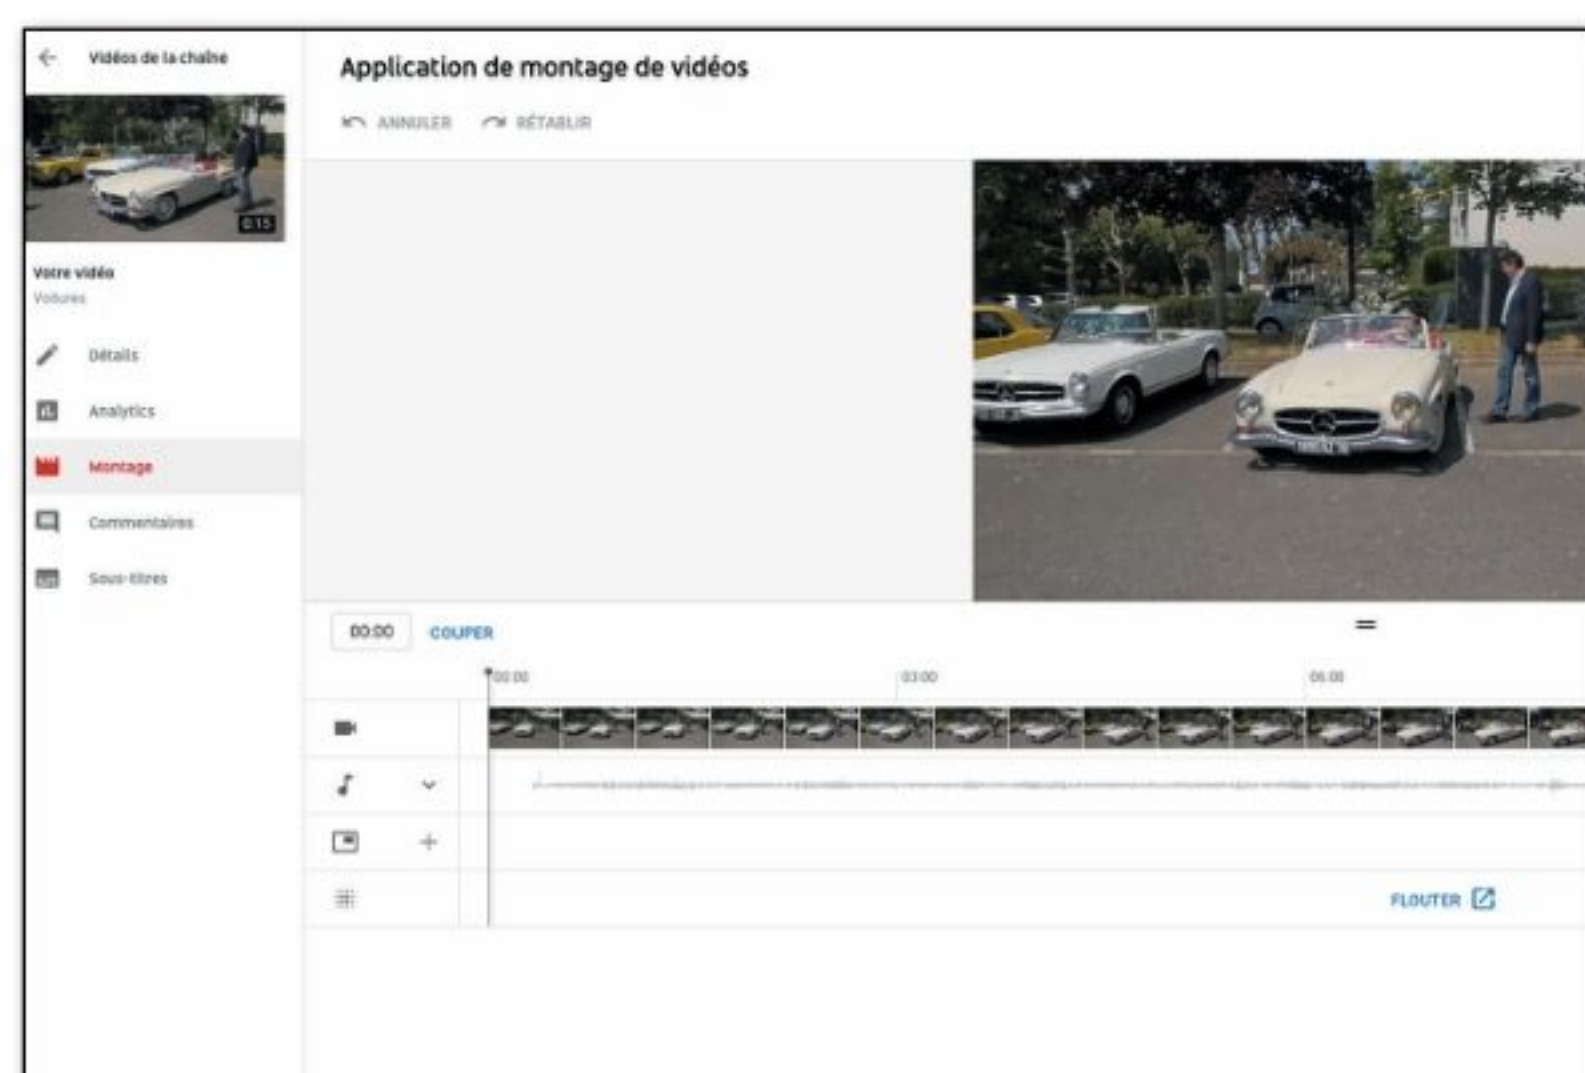 Vidéos de la chaîne
0:15
Votre vidéo
Voitures
Détails
Analytics
Montage
Commentaires
Sous-titres
Application de montage de vidéos
ANNULER RÉTABLIR
00:00 COUPER
00:00 03:00 06:00
FLOUTER